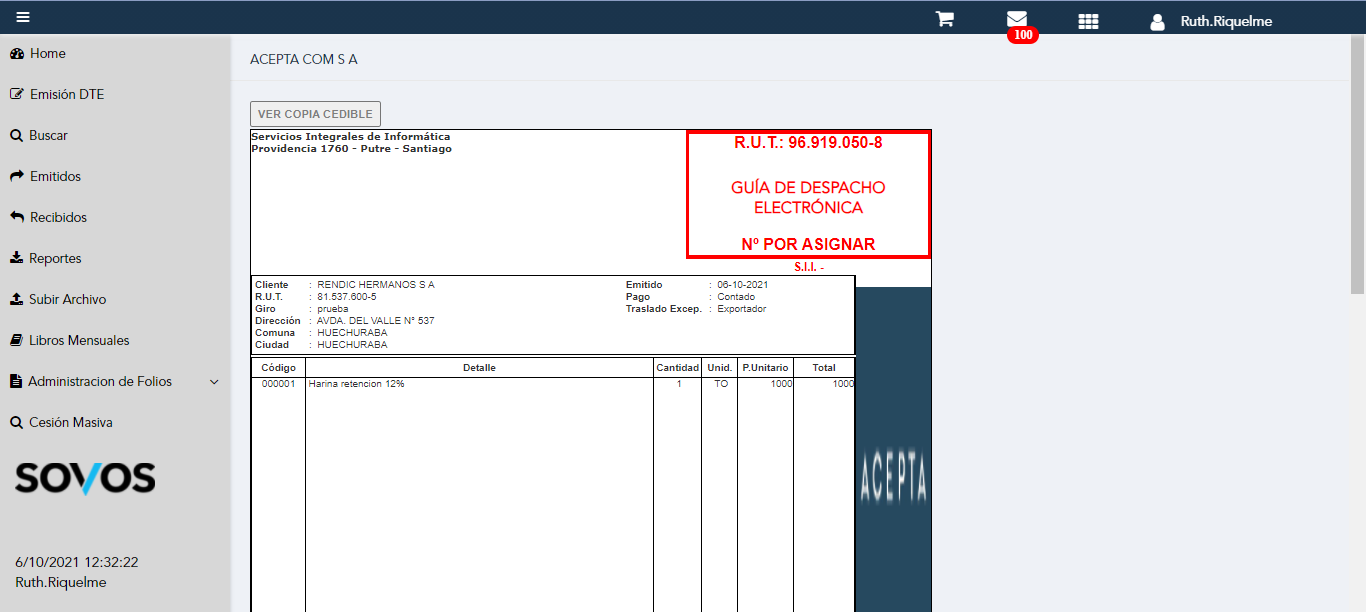 Ruth.Riquelme
100
Home
Emisión DTE
Buscar
Emitidos
Recibidos
Reportes
Subir Archivo
Libros Mensuales
Administracion de Folios
Cesión Masiva
SOVOS
6/10/2021 12:32:22
Ruth.Riquelme
ACEPTA COM S A
VER COPIA CEDIBLE
Servicios Integrales de Informática
Providencia 1760 - Putre - Santiago
R.U.T.: 96.919.050-8
GUÍA DE DESPACHO
ELECTRÓNICA
Nº POR ASIGNAR
S.I.I. -
Cliente : RENDIC HERMANOS S A
R.U.T. : 81.537.600-5
Giro : prueba
Dirección : AVDA. DEL VALLE N° 537
Comuna : HUECHURABA
Ciudad : HUECHURABA
Emitido : 06-10-2021
Pago : Contado
Traslado Excep. : Exportador
Código Detalle Cantidad Unid. P.Unitario Total
000001 Harina retencion 12% 1 TO 1000 1000
ACEPTA